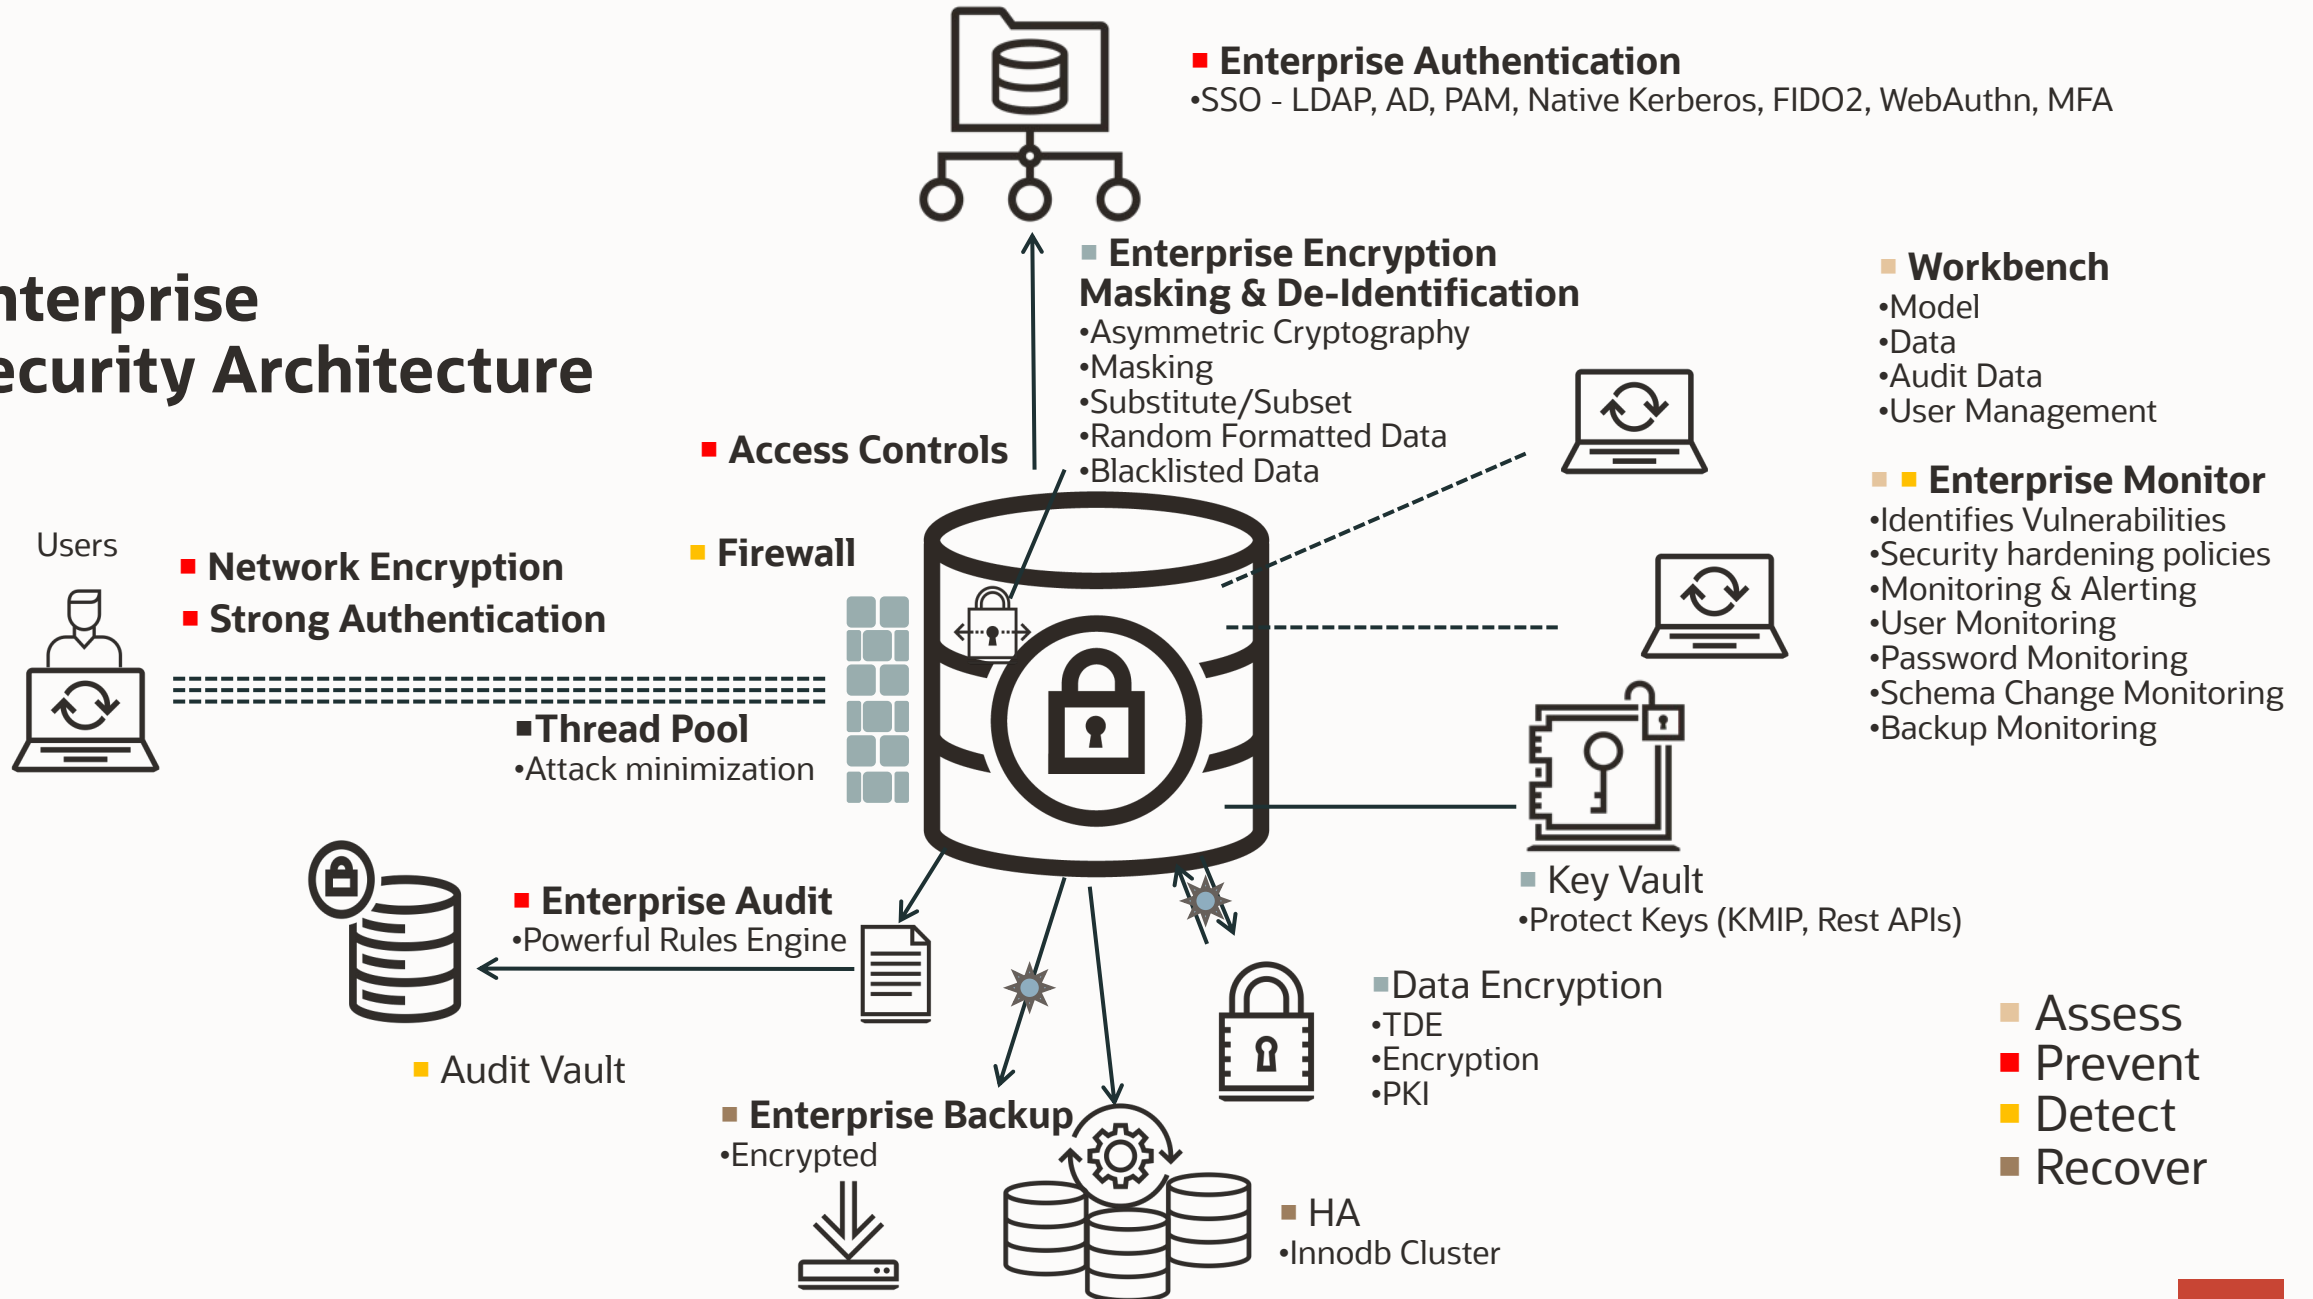 nterprise
ecurity Architecture
Enterprise Authentication
•SSO - LDAP, AD, PAM, Native Kerberos, FIDO2, WebAuthn, MFA
Enterprise Encryption
Masking & De-Identification
•Asymmetric Cryptography
•Masking
•Substitute/Subset
•Random Formatted Data
•Blacklisted Data
Workbench
•Model
•Data
•Audit Data
•User Management
Enterprise Monitor
•Identifies Vulnerabilities
•Security hardening policies
•Monitoring & Alerting
•User Monitoring
•Password Monitoring
•Schema Change Monitoring
•Backup Monitoring
Access Controls
Firewall
Users
Network Encryption
Strong Authentication
Thread Pool
•Attack minimization
Enterprise Audit
•Powerful Rules Engine
Audit Vault
Enterprise Backup
•Encrypted
HA
•Innodb Cluster
Key Vault
•Protect Keys (KMIP, Rest APIs)
Data Encryption
•TDE
•Encryption
•PKI
Assess
Prevent
Detect
Recover